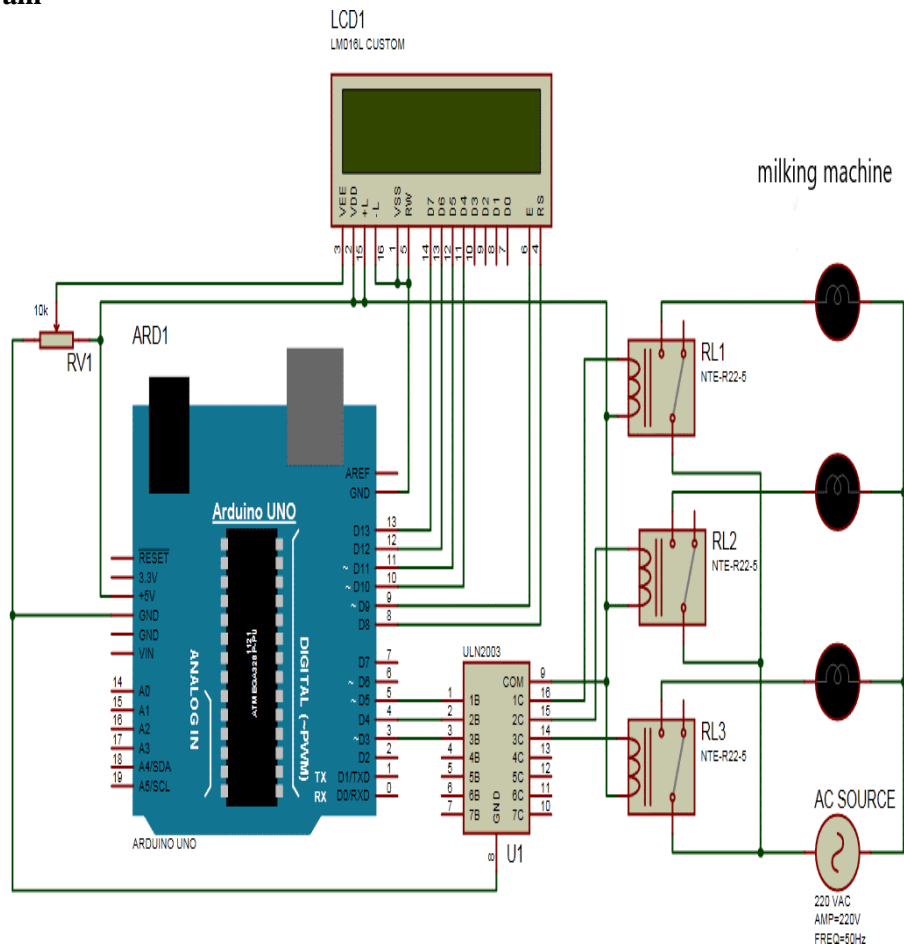 LCD1
LM016L CUSTOM
VEE
VDD
+L
-L
VSS
RW
D7
D6
D5
D4
D3
D2
D1
D0
E
RS
3
2
15
16
1
5
14
13
12
11
10
9
8
7
6
4
milking machine
10k
RV1
ARD1
Arduino UNO
AREF
GND
D13 13
D12 12
~ D11 11
~ D10 10
~ D9 9
D8 8
D7 7
~ D6 6
~ D5 5
D4 4
~ D3 3
D2 2
TX D1/TXD 1
RX D0/RXD 0
RESET
3.3V
+5V
GND
GND
VIN
14 A0
15 A1
16 A2
17 A3
18 A4/SDA
19 A5/SCL
ANALOG IN
DIGITAL (~PWM)
1121
ARDUINO UNO
ULN2003
COM 9
1 1B 1C 16
2 2B 2C 15
3 3B 3C 14
4 4B 4C 13
5 5B 5C 12
6 6B 6C 11
7 7B 7C 10
GND
8
U1
RL1
NTE-R22-5
RL2
NTE-R22-5
RL3
NTE-R22-5
AC SOURCE
220 VAC
AMP=220V
FREQ=50Hz